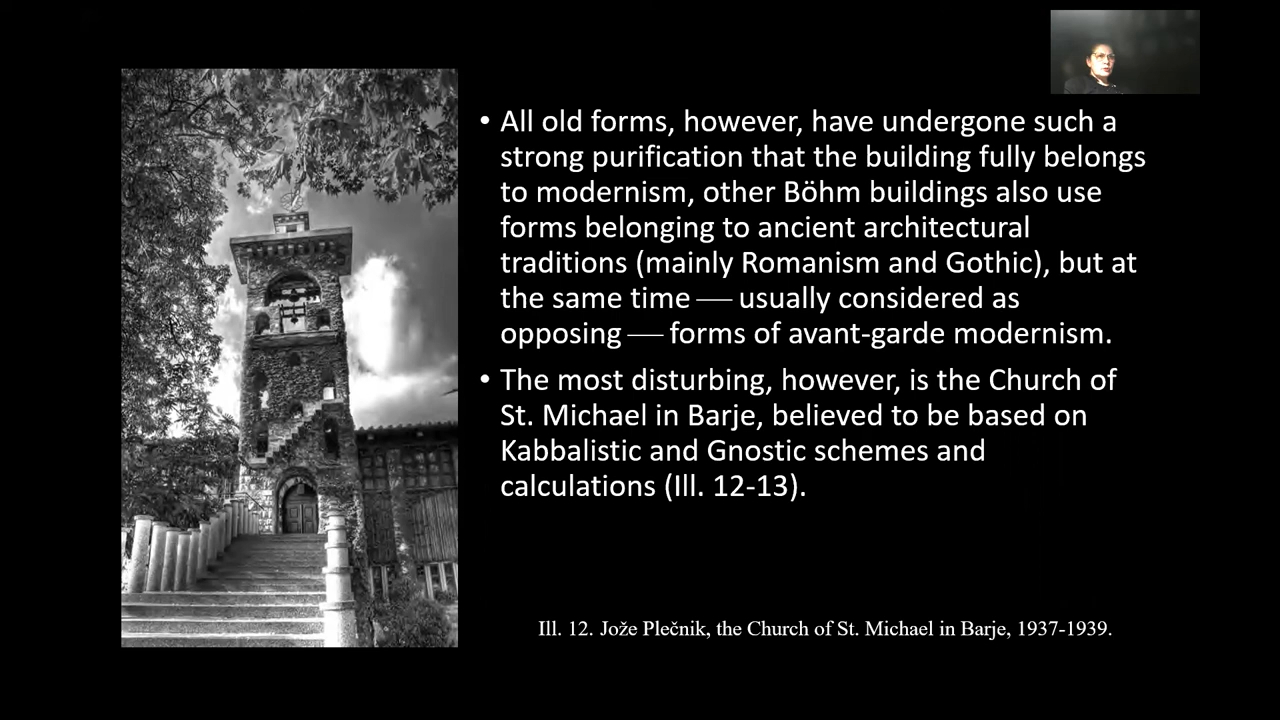 • All old forms, however, have undergone such a
strong purification that the building fully belongs
to modernism, other Böhm buildings also use
forms belonging to ancient architectural
traditions (mainly Romanism and Gothic), but at
the same time — usually considered as
opposing — forms of avant-garde modernism.
• The most disturbing, however, is the Church of
St. Michael in Barje, believed to be based on
Kabbalistic and Gnostic schemes and
calculations (Ill. 12-13).
Ill. 12. Jože Plečnik, the Church of St. Michael in Barje, 1937-1939.